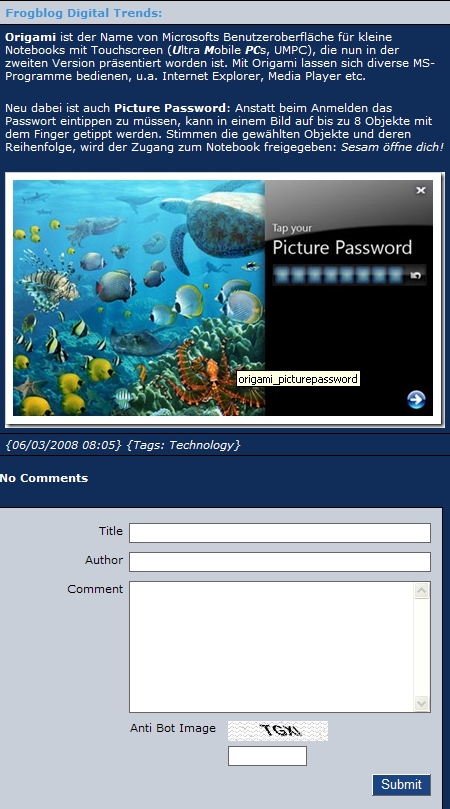 Frogblog Digital Trends:
Origami ist der Name von Microsofts Benutzeroberfläche für kleine
Notebooks mit Touchscreen (Ultra Mobile PCs, UMPC), die nun in der
zweiten Version präsentiert worden ist. Mit Origami lassen sich diverse MS-
Programme bedienen, u.a. Internet Explorer, Media Player etc.
Neu dabei ist auch Picture Password: Anstatt beim Anmelden das
Passwort eintippen zu müssen, kann in einem Bild auf bis zu 8 Objekte mit
dem Finger getippt werden. Stimmen die gewählten Objekte und deren
Reihenfolge, wird der Zugang zum Notebook freigegeben: Sesam öffne dich!
Tap your
Picture Password
origami_picturepassword
{06/03/2008 08:05} {Tags: Technology}
No Comments
Title
Author
Comment
Anti Bot Image
TGXI
Submit